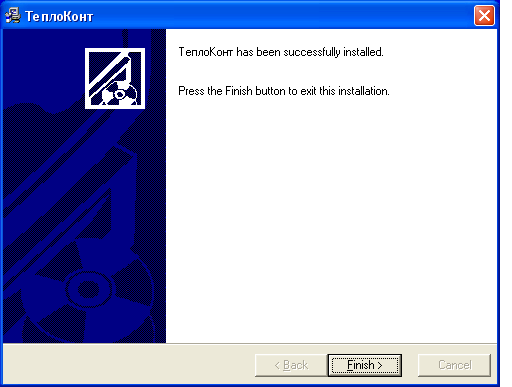 ТеплоКонт
ТеплоКонт has been successfully installed.
Press the Finish button to exit this installation.
< Back
Finish >
Cancel